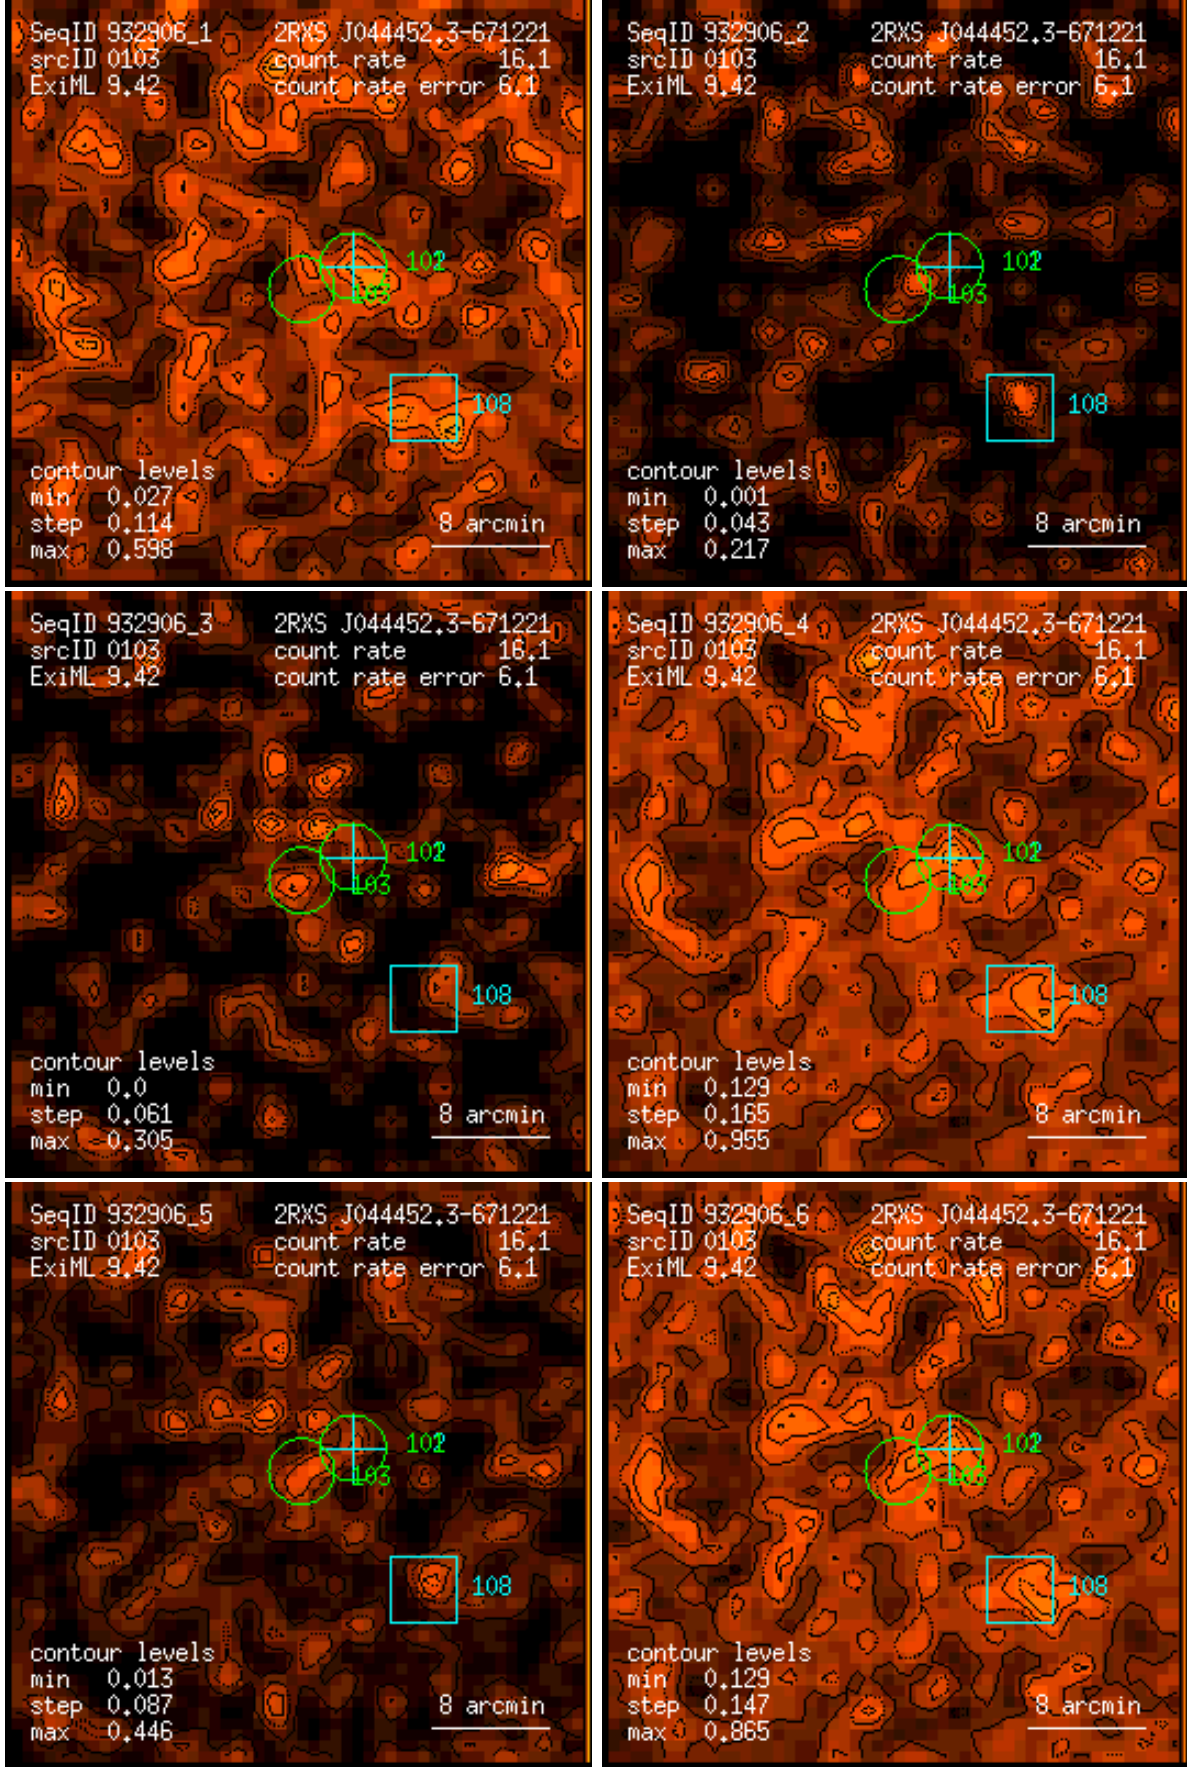 SeqID 932906_1 2RXS J044452.3-671221
srcID 0103 count rate 16.1
ExiML 9.42 count rate error 6.1
103
108
contour levels
min 0.027
step 0.114
max 0.598
8 arcmin
SeqID 932906_2 2RXS J044452.3-671221
srcID 0103 count rate 16.1
ExiML 9.42 count rate error 6.1
103
108
contour levels
min 0.001
step 0.043
max 0.217
8 arcmin
SeqID 932906_3 2RXS J044452.3-671221
srcID 0103 count rate 16.1
ExiML 9.42 count rate error 6.1
103
108
contour levels
min 0.0
step 0.061
max 0.305
8 arcmin
SeqID 932906_4 2RXS J044452.3-671221
srcID 0103 count rate 16.1
ExiML 9.42 count rate error 6.1
103
108
contour levels
min 0.129
step 0.165
max 0.955
8 arcmin
SeqID 932906_5 2RXS J044452.3-671221
srcID 0103 count rate 16.1
ExiML 9.42 count rate error 6.1
103
108
contour levels
min 0.013
step 0.087
max 0.446
8 arcmin
SeqID 932906_6 2RXS J044452.3-671221
srcID 0103 count rate 16.1
ExiML 9.42 count rate error 6.1
103
108
contour levels
min 0.129
step 0.147
max 0.865
8 arcmin